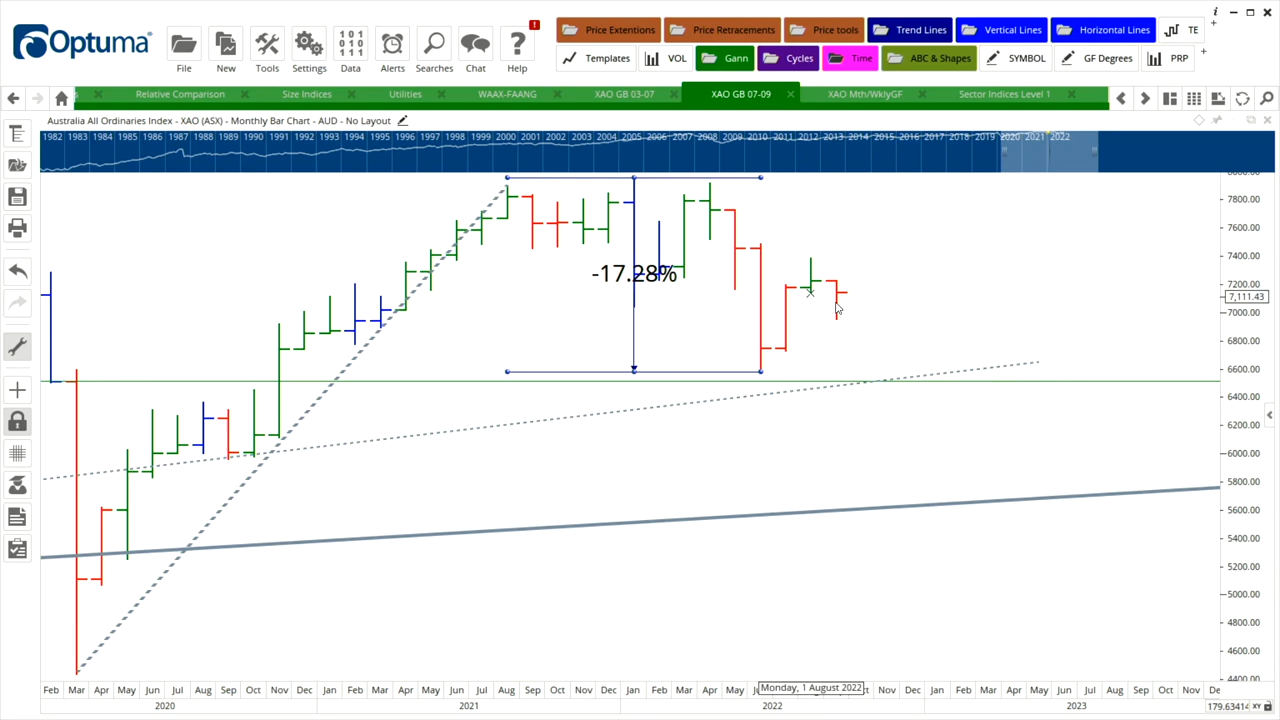 Optuma
File
New
Tools
Settings
1010
1010
0101
Data
Alerts
Searches
Chat
!
?
Help
i
Price Extentions
Price Retracements
Price tools
Trend Lines
Vertical Lines
Horizontal Lines
TE
Templates
VOL
Gann
Cycles
Time
ABC & Shapes
SYMBOL
GF Degrees
PRP
Relative Comparison
Size Indices
Utilities
WAAX-FAANG
XAO GB 03-07
XAO GB 07-09
XAO Mth/WklyGF
Sector Indices Level 1
Australia All Ordinaries Index - XAO (ASX) - Monthly Bar Chart - AUD - No Layout
1982 1983 1984 1985 1986 1987 1988 1989 1990 1991 1992 1993 1994 1995 1996 1997 1998 1999 2000 2001 2002 2003 2004 2005 2006 2007 2008 2009 2010 2011 2012 2013 2014 2015 2016 2017 2018 2019 2020 2021 2022
8000.00
7800.00
7600.00
7400.00
-17.28%
7200.00
7,111.43
7000.00
6800.00
6600.00
6400.00
6200.00
6000.00
5800.00
5600.00
5400.00
5200.00
5000.00
4800.00
4600.00
4400.00
Feb Mar Apr May Jun Jul Aug Sep Oct Nov Dec Jan Feb Mar Apr May Jun Jul Aug Sep Oct Nov Dec Jan Feb Mar Apr May Monday, 1 August 2022 Nov Dec Jan Feb Mar Apr May Jun Jul Aug Sep Oct Nov De
2020 2021 2022 2023
179.63414 XY